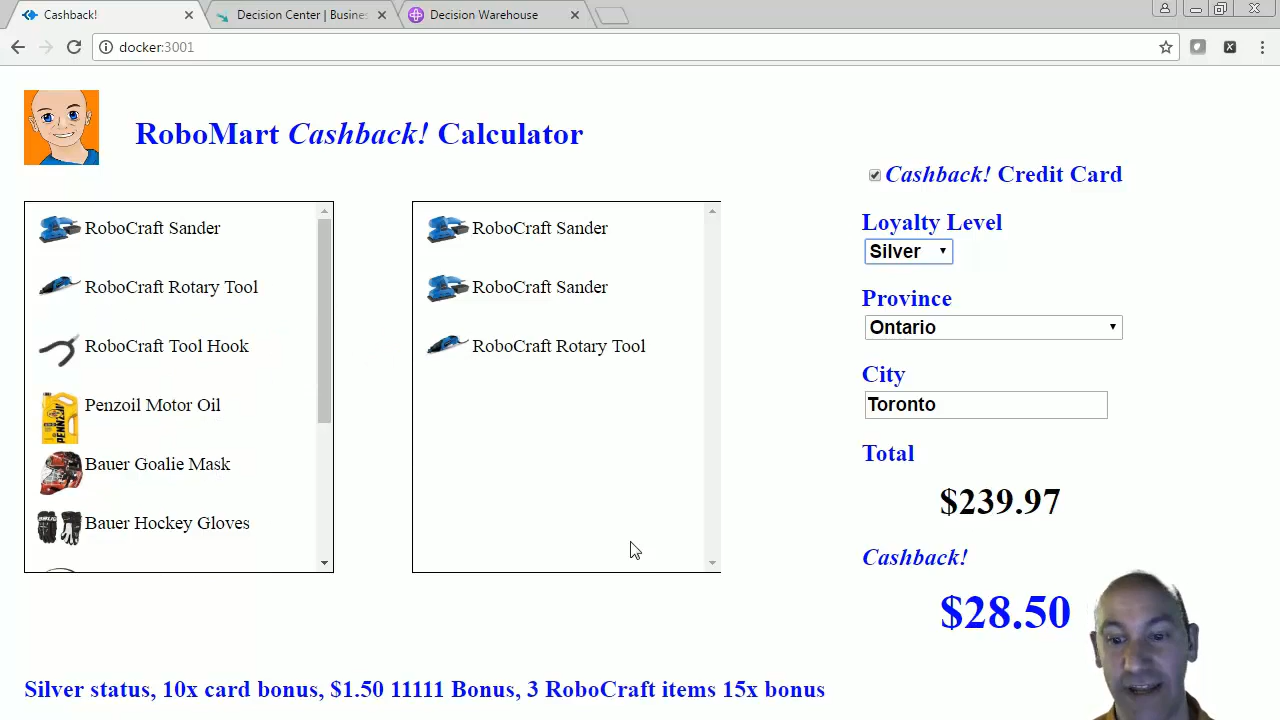 Cashback!
Decision Center | Busines
Decision Warehouse
docker:3001
RoboMart Cashback! Calculator
Cashback! Credit Card
RoboCraft Sander
RoboCraft Rotary Tool
RoboCraft Tool Hook
Penzoil Motor Oil
Bauer Goalie Mask
Bauer Hockey Gloves
RoboCraft Sander
RoboCraft Sander
RoboCraft Rotary Tool
Loyalty Level
Silver
Province
Ontario
City
Toronto
Total
$239.97
Cashback!
$28.50
Silver status, 10x card bonus, $1.50 11111 Bonus, 3 RoboCraft items 15x bonus